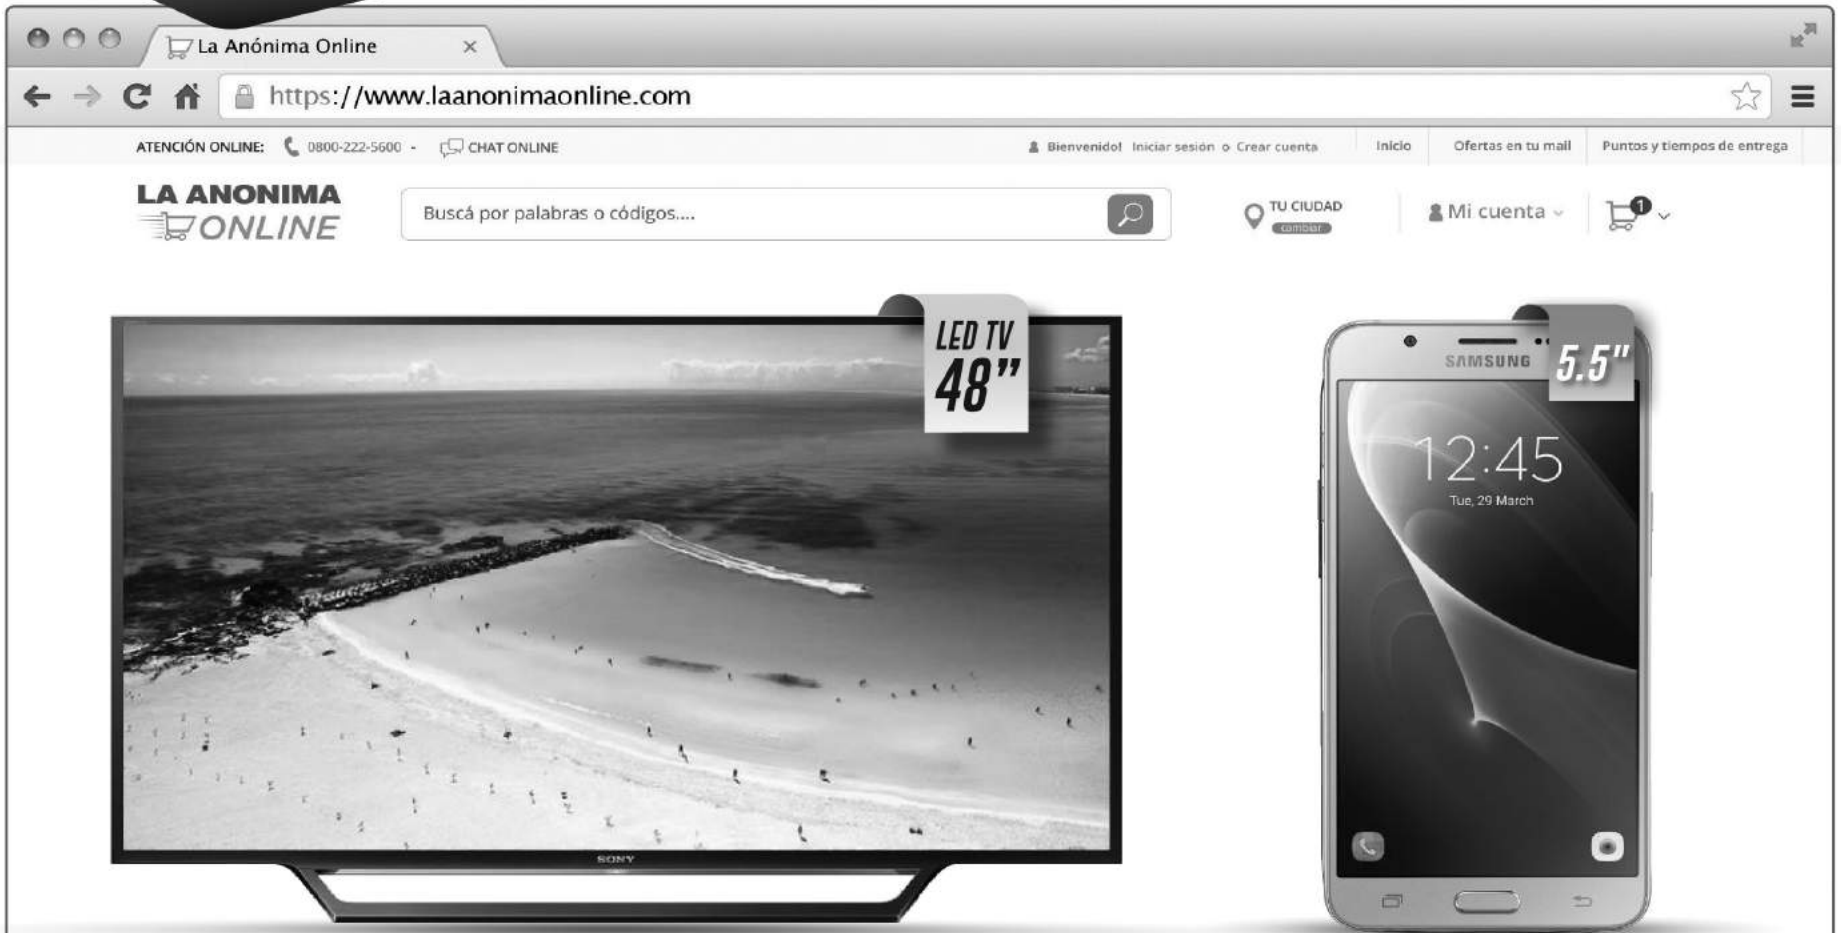 La Anónima Online
https://www.laanonimaonline.com
ATENCIÓN ONLINE: 0800-222-5600 - CHAT ONLINE
Bienvenido! Iniciar sesión o Crear cuenta
Inicio
Ofertas en tu mail
Puntos y tiempos de entrega
LA ANONIMA
ONLINE
Buscá por palabras o códigos....
TU CIUDAD
cambiar
Mi cuenta
1
LED TV
48”
SONY
SAMSUNG
5.5"
12:45
Tue, 29 March